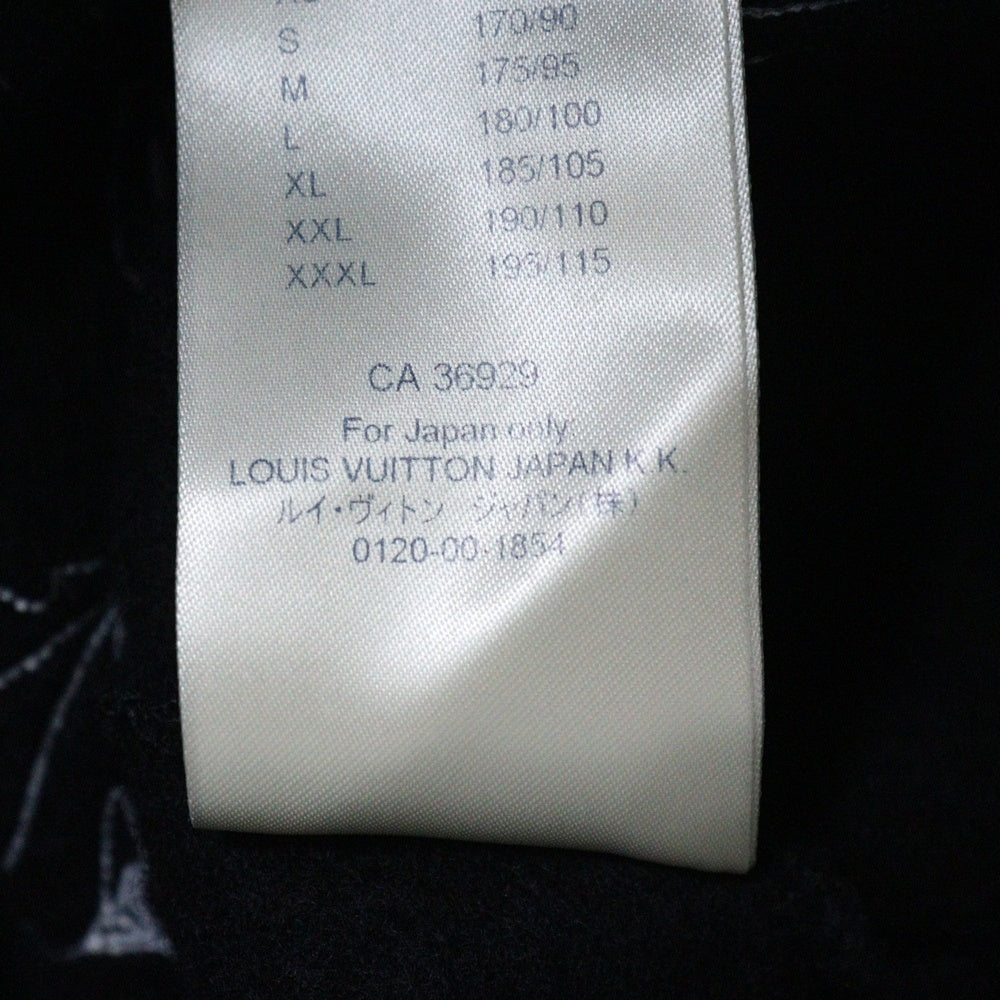 S 170/90
M 175/95
L 180/100
XL 185/105
XXL 190/110
XXXL 195/115
CA 36929
For Japan only:
LOUIS VUITTON JAPAN K.K.
ルイ・ヴィトン ジャパン(株)
0120-00-1854